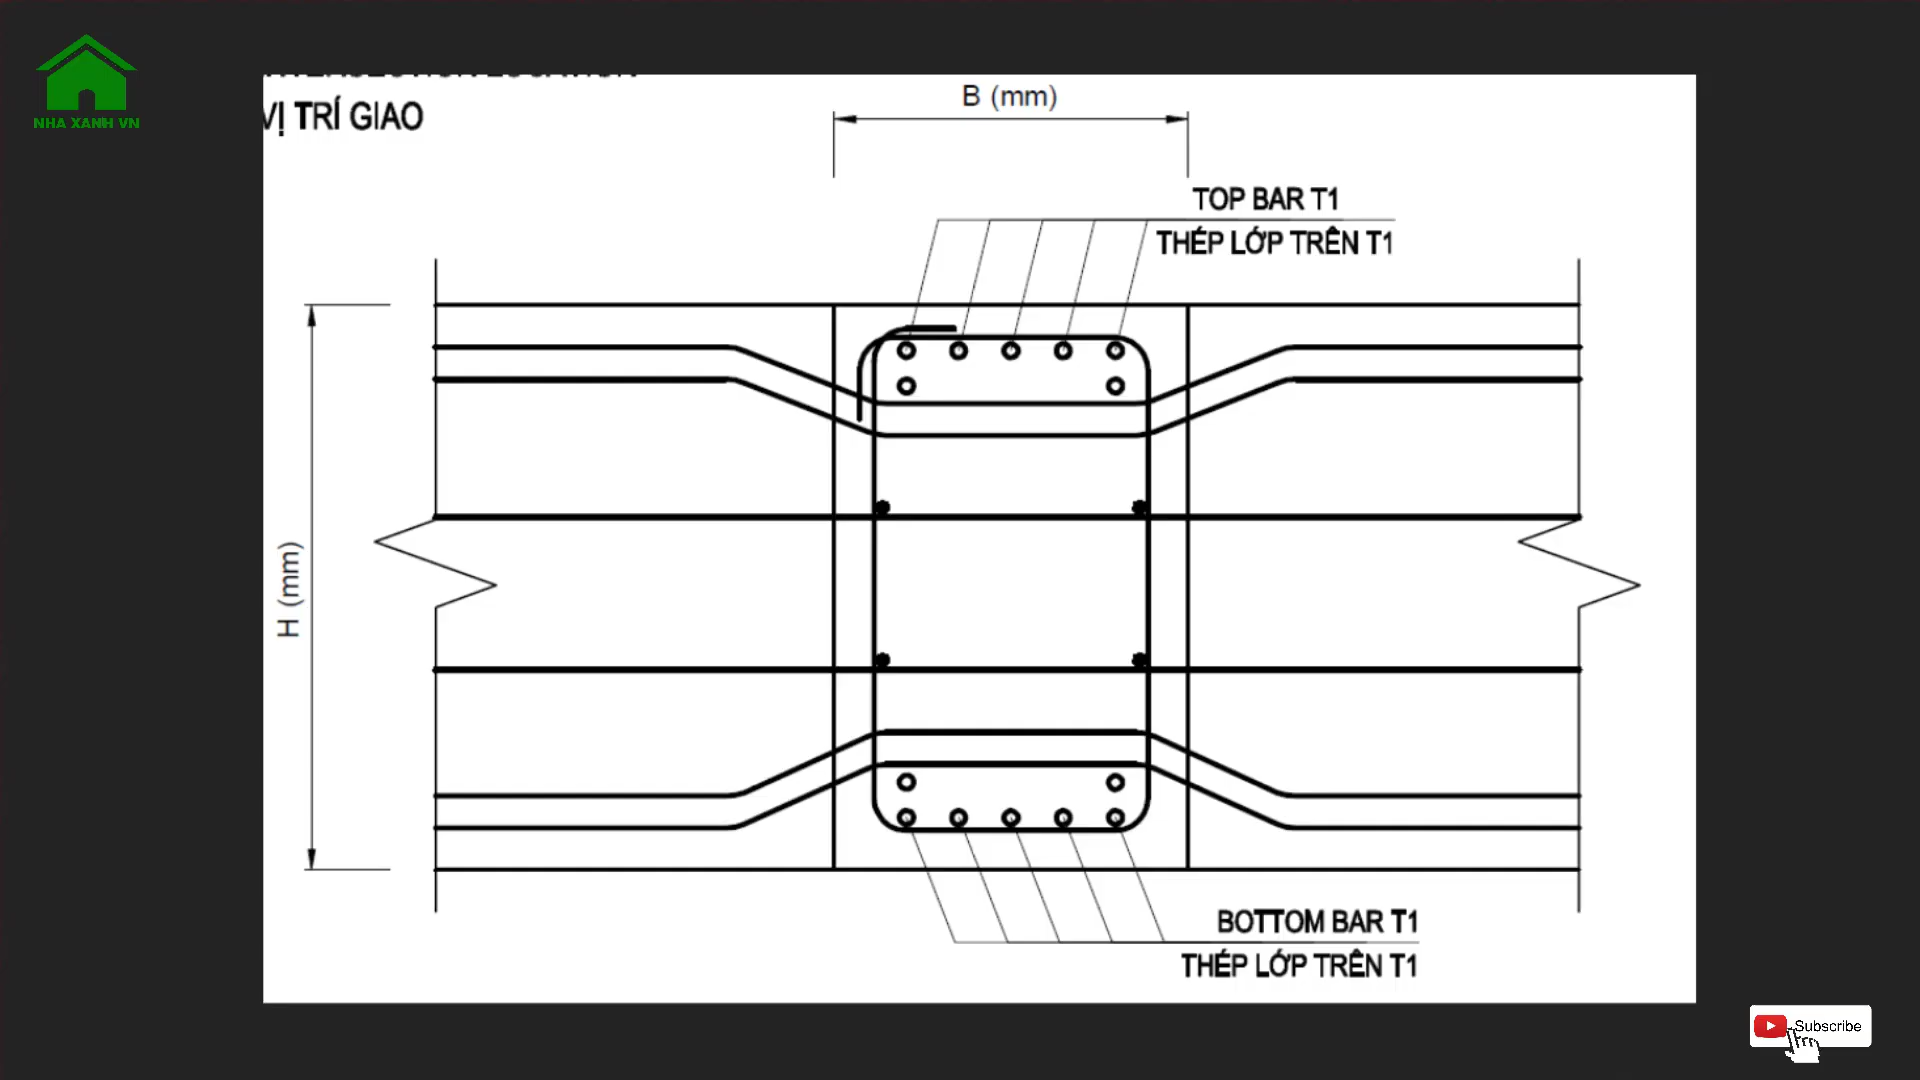 VỊ TRÍ GIAO
B (mm)
TOP BAR T1
THÉP LỚP TRÊN T1
H (mm)
BOTTOM BAR T1
THÉP LỚP TRÊN T1
NHA XANH VN
Subscribe